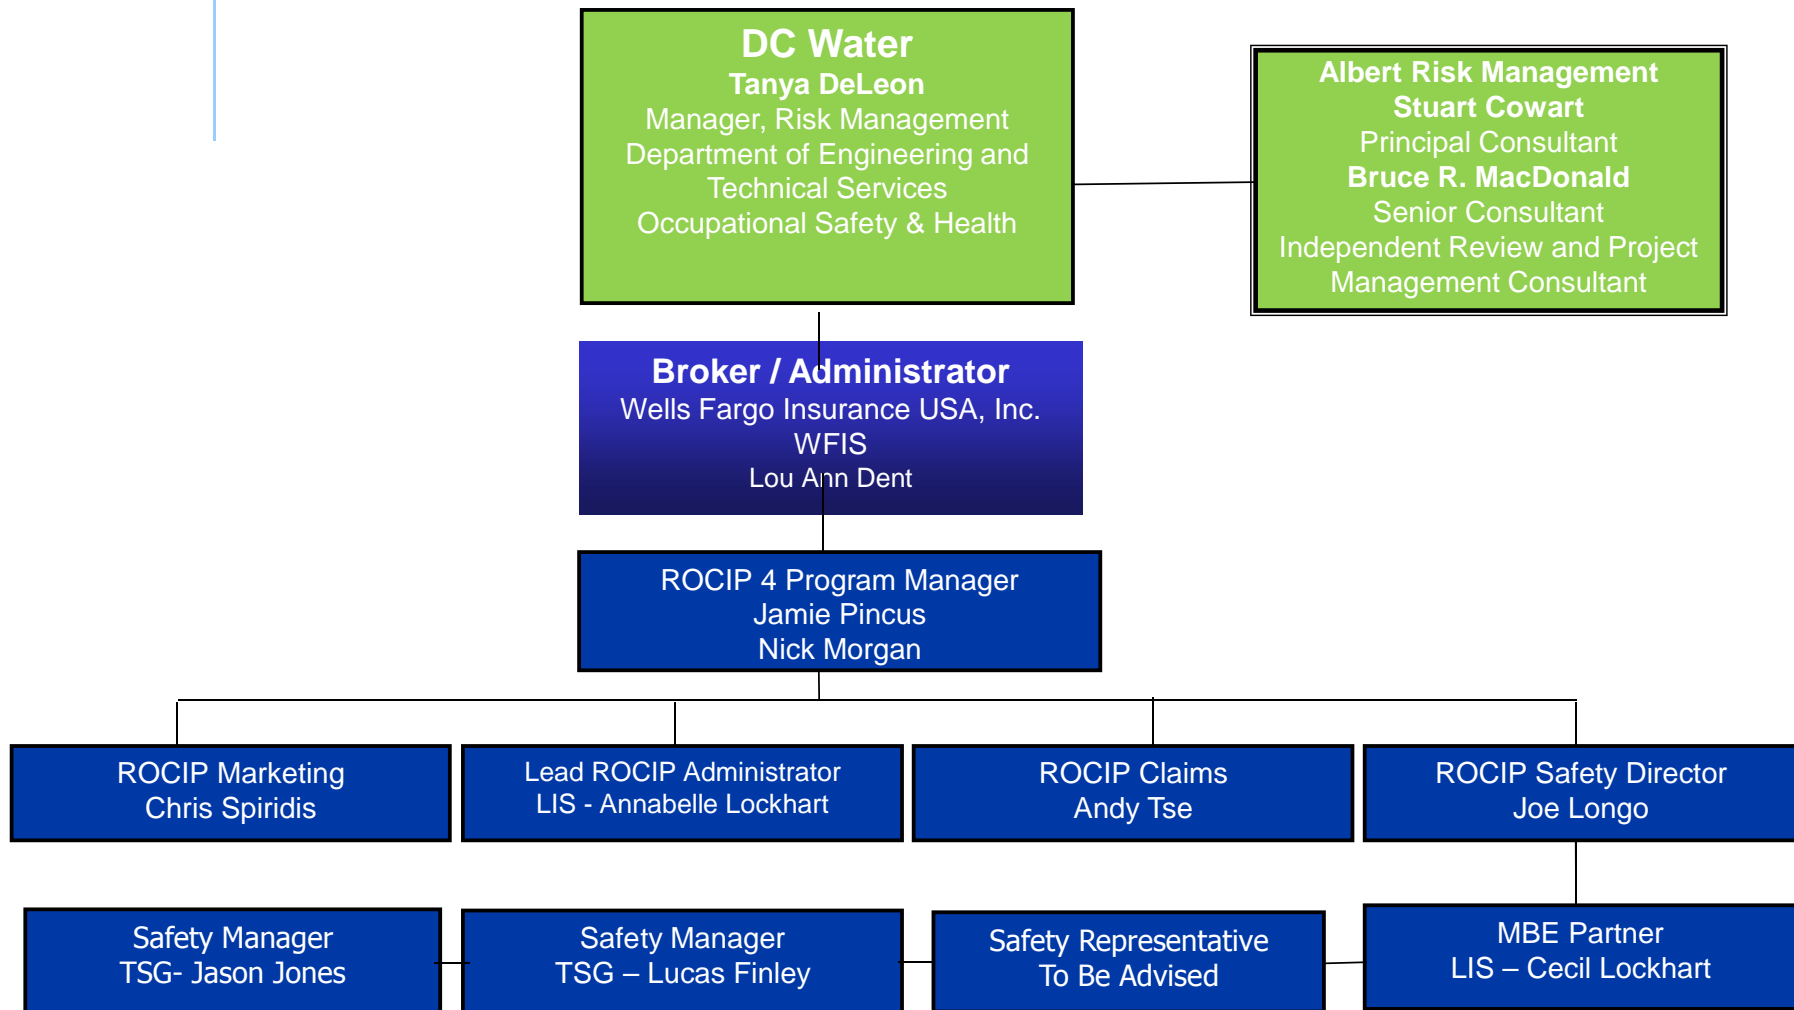 DC Water
Tanya DeLeon
Manager, Risk Management
Department of Engineering and
Technical Services
Occupational Safety & Health
Albert Risk Management
Stuart Cowart
Principal Consultant
Bruce R. MacDonald
Senior Consultant
Independent Review and Project
Management Consultant
Broker / Administrator
Wells Fargo Insurance USA, Inc.
WFIS
Lou Ann Dent
ROCIP 4 Program Manager
Jamie Pincus
Nick Morgan
ROCIP Marketing
Chris Spiridis
Lead ROCIP Administrator
LIS - Annabelle Lockhart
ROCIP Claims
Andy Tse
ROCIP Safety Director
Joe Longo
Safety Manager
TSG- Jason Jones
Safety Manager
TSG – Lucas Finley
Safety Representative
To Be Advised
MBE Partner
LIS – Cecil Lockhart